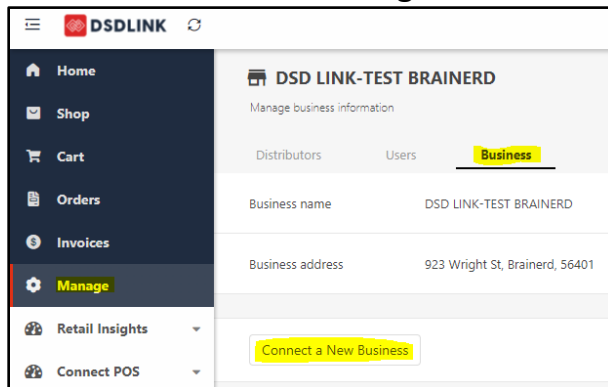 DSDLINK
Home
Shop
Cart
Orders
Invoices
Manage
Retail Insights
Connect POS
DSD LINK-TEST BRAINERD
Manage business information
Distributors Users Business
Business name DSD LINK-TEST BRAINERD
Business address 923 Wright St, Brainerd, 56401
Connect a New Business